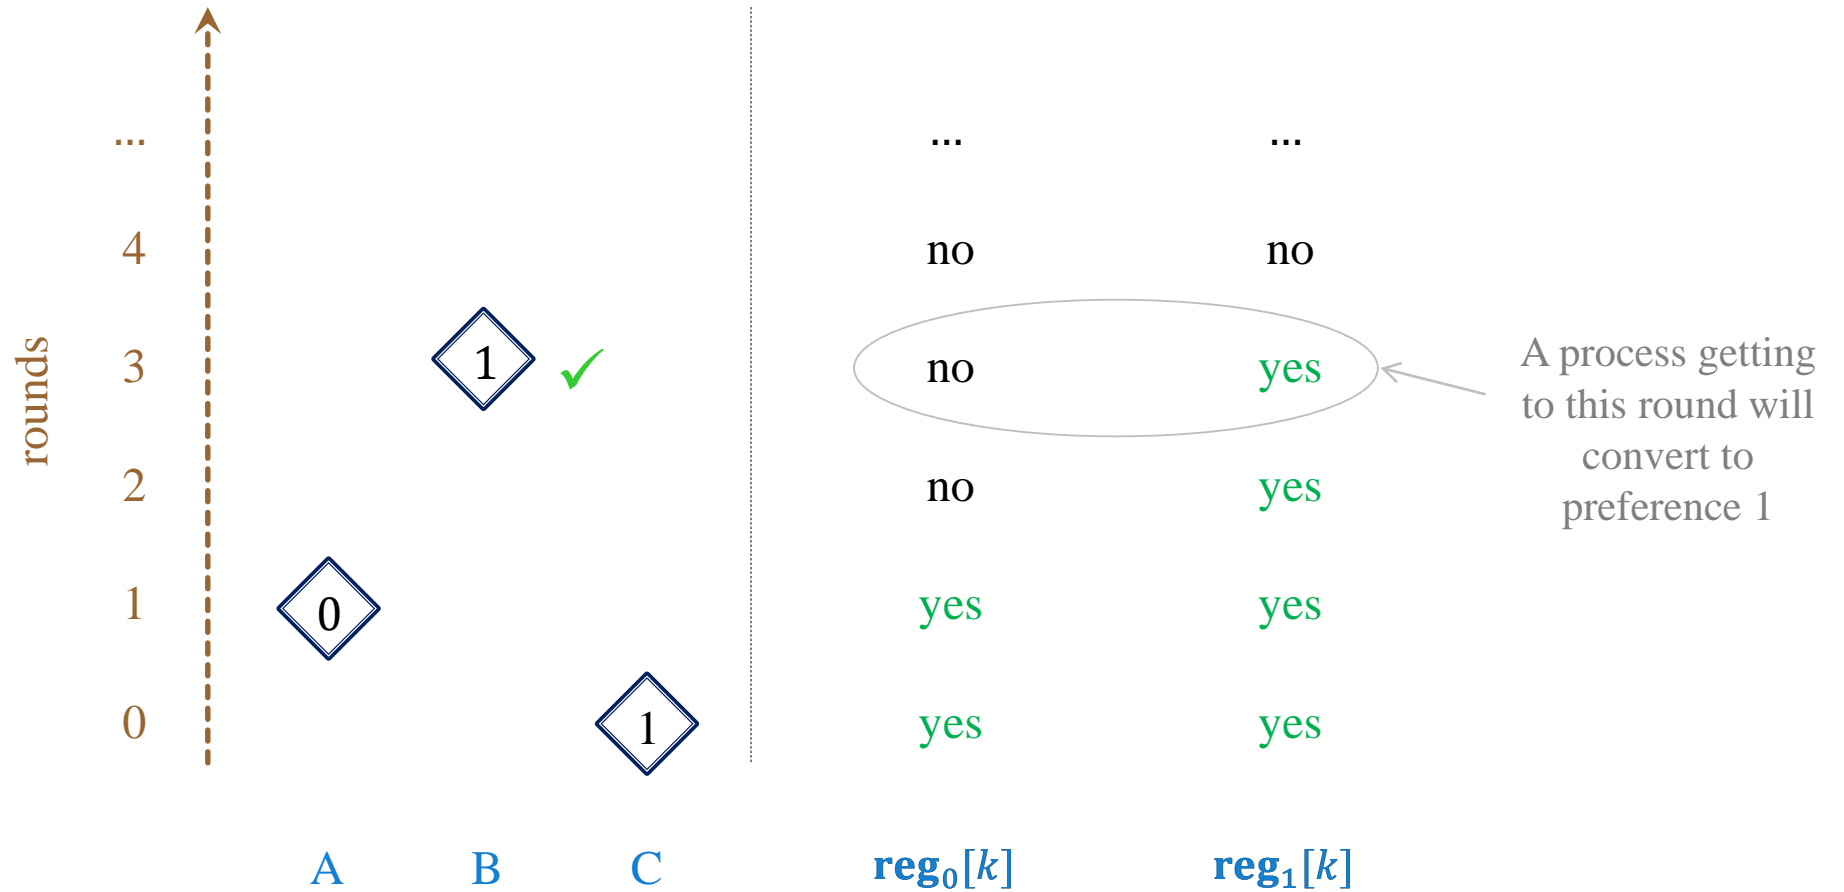 rounds
... ... ...
4 no no
3 1 ✓ no yes
2 no yes
1 0 yes yes
0 1 yes yes
A B C reg₀[k] reg₁[k]
A process getting
to this round will
convert to
preference 1